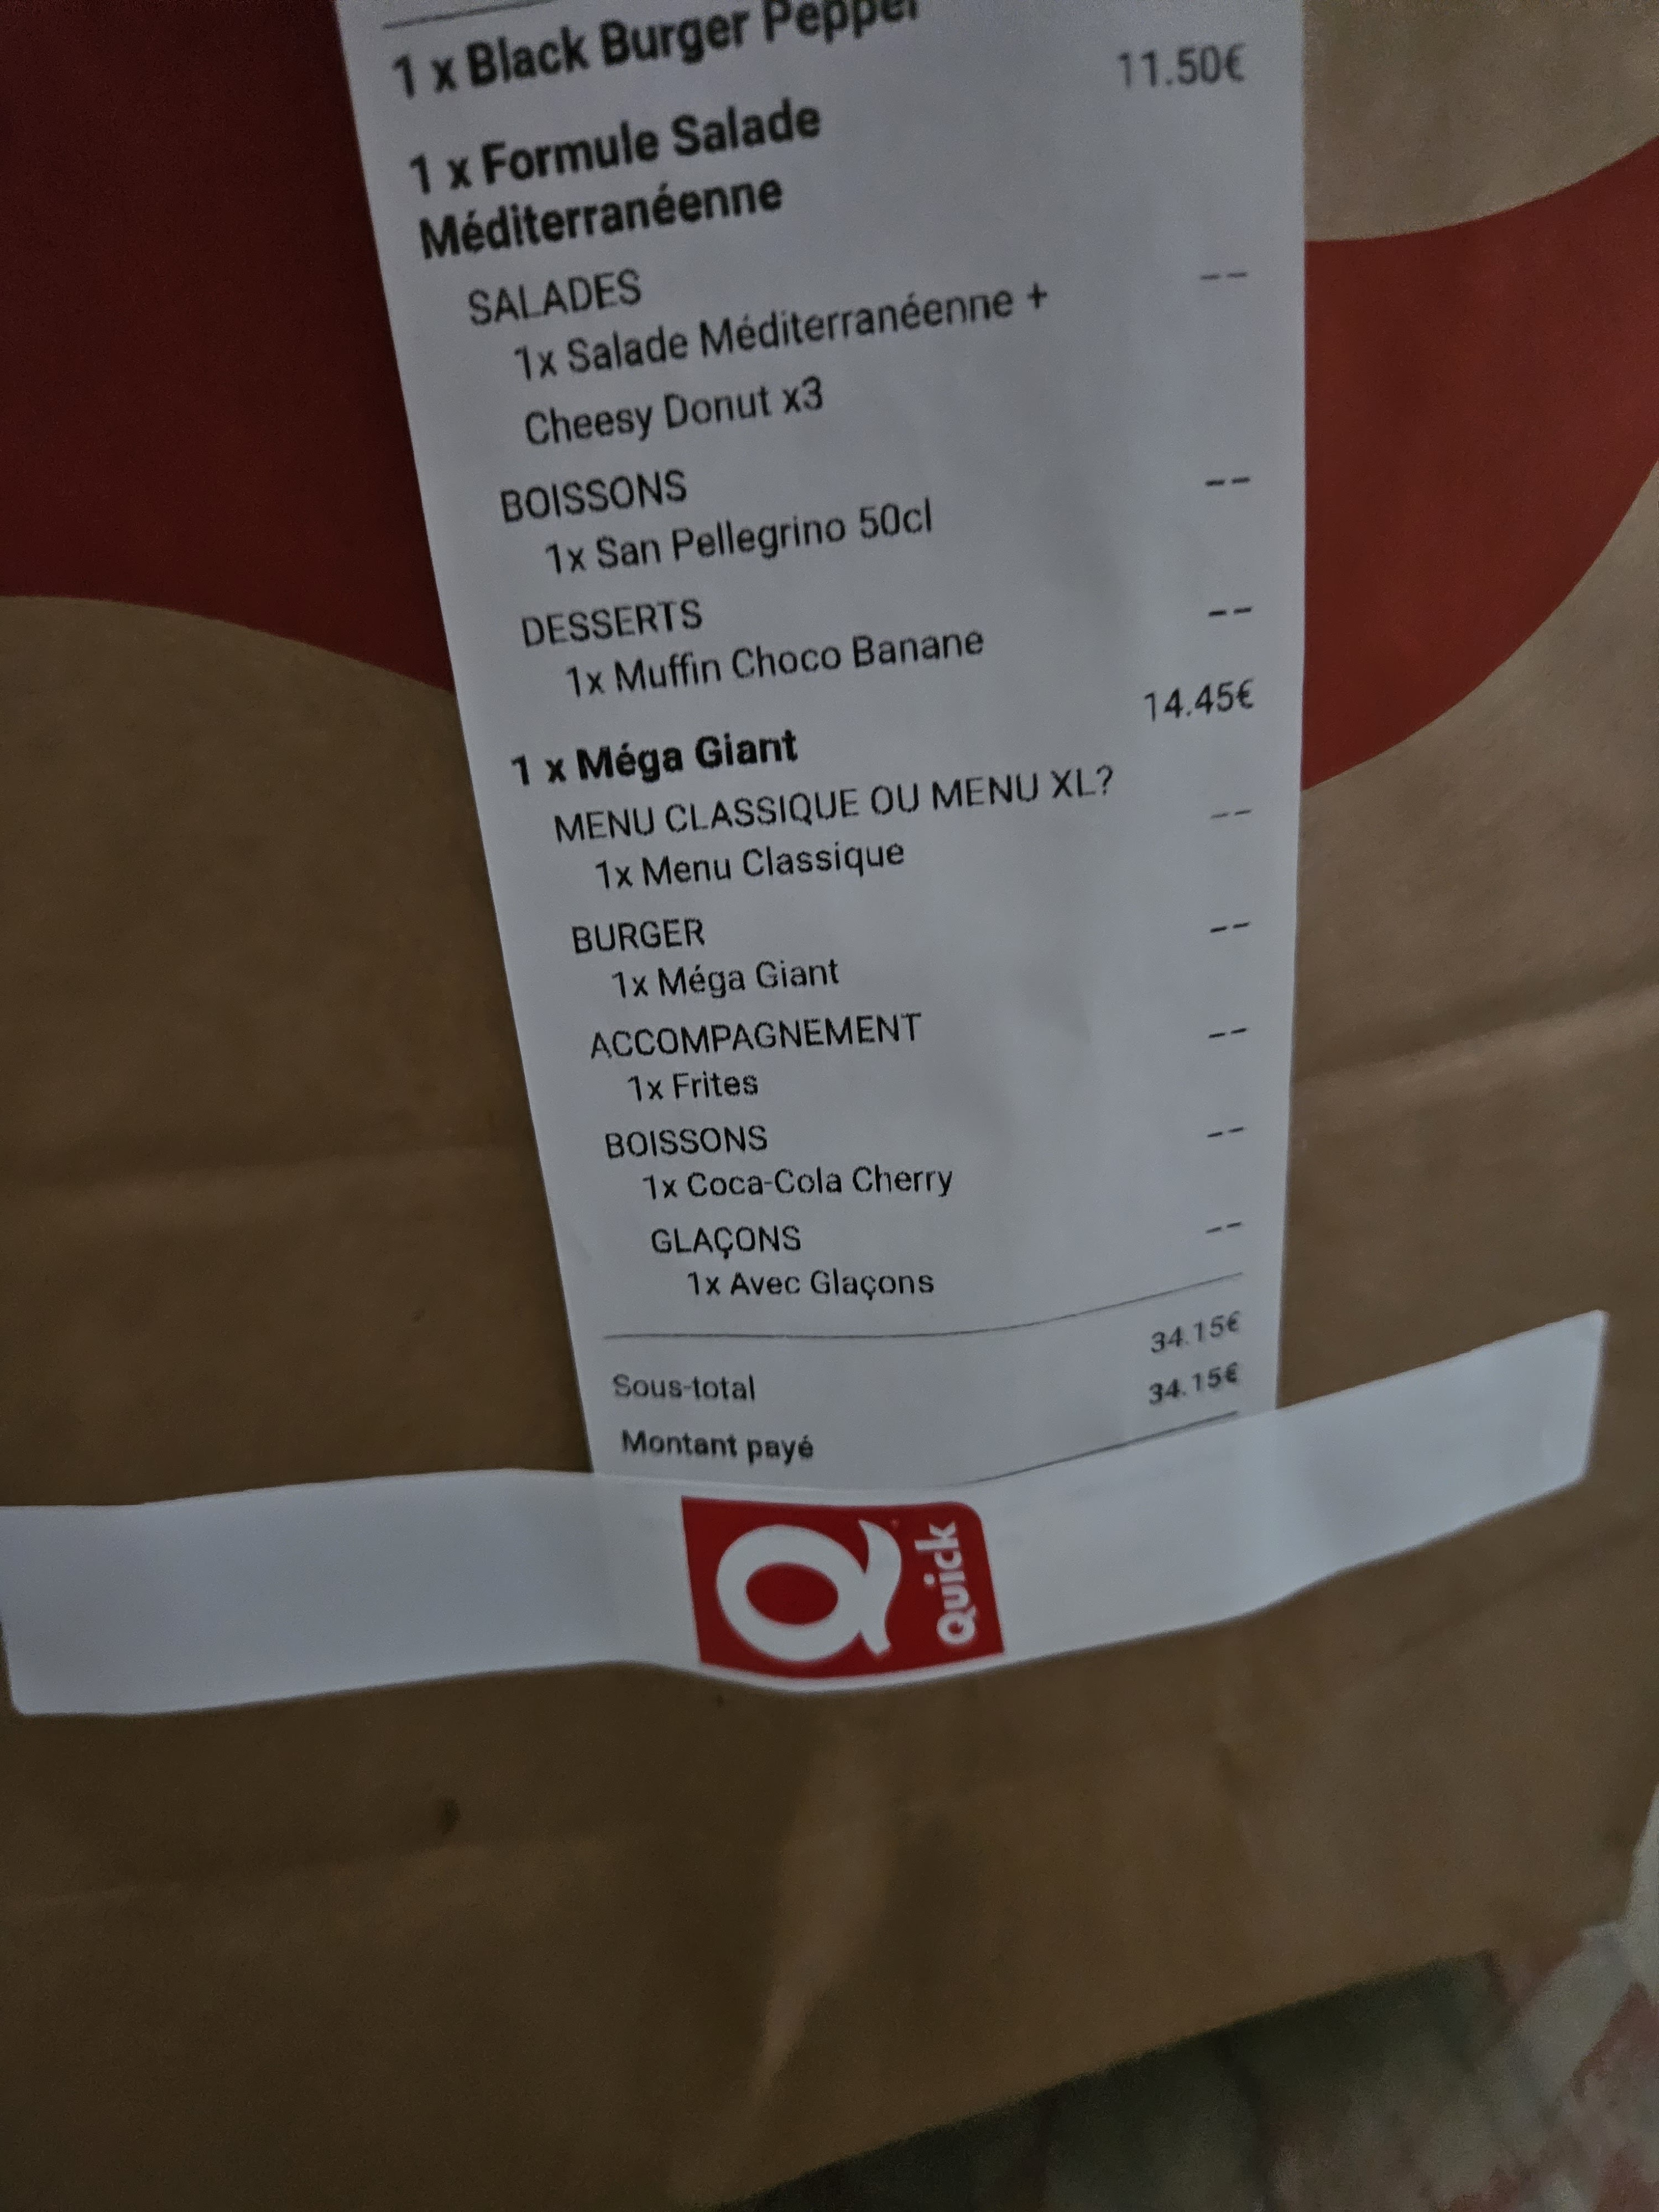 1 x Black Burger Pepper
11.50€
1 x Formule Salade
Méditerranéenne
SALADES
--
1x Salade Méditerranéenne +
Cheesy Donut x3
BOISSONS
--
1x San Pellegrino 50cl
DESSERTS
--
1x Muffin Choco Banane
14.45€
1 x Méga Giant
MENU CLASSIQUE OU MENU XL?
--
1x Menu Classique
BURGER
--
1x Méga Giant
ACCOMPAGNEMENT
--
1x Frites
BOISSONS
--
1x Coca-Cola Cherry
GLAÇONS
--
1x Avec Glaçons
Sous-total 34.15€
Montant payé 34.15€
Quick